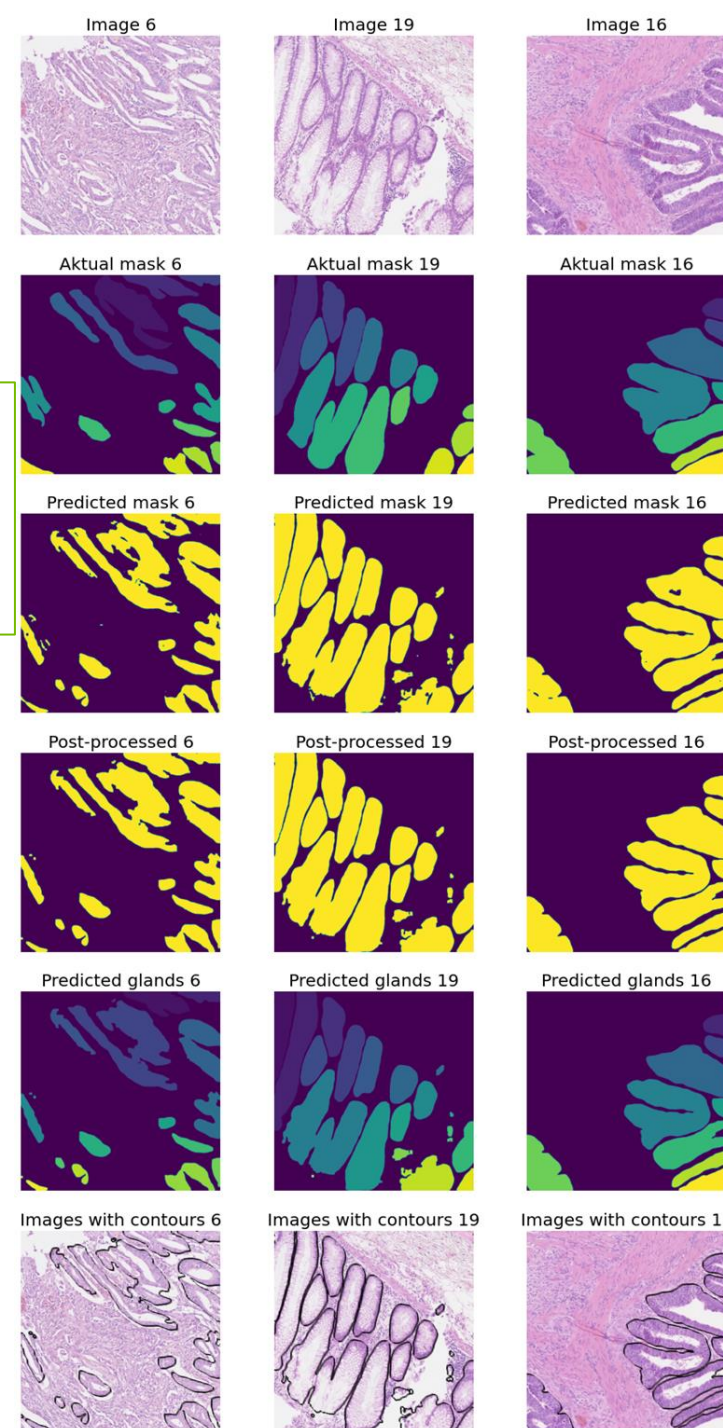 Image 6
Image 19
Image 16
Aktual mask 6
Aktual mask 19
Aktual mask 16
Predicted mask 6
Predicted mask 19
Predicted mask 16
Post-processed 6
Post-processed 19
Post-processed 16
Predicted glands 6
Predicted glands 19
Predicted glands 16
Images with contours 6
Images with contours 19
Images with contours 1